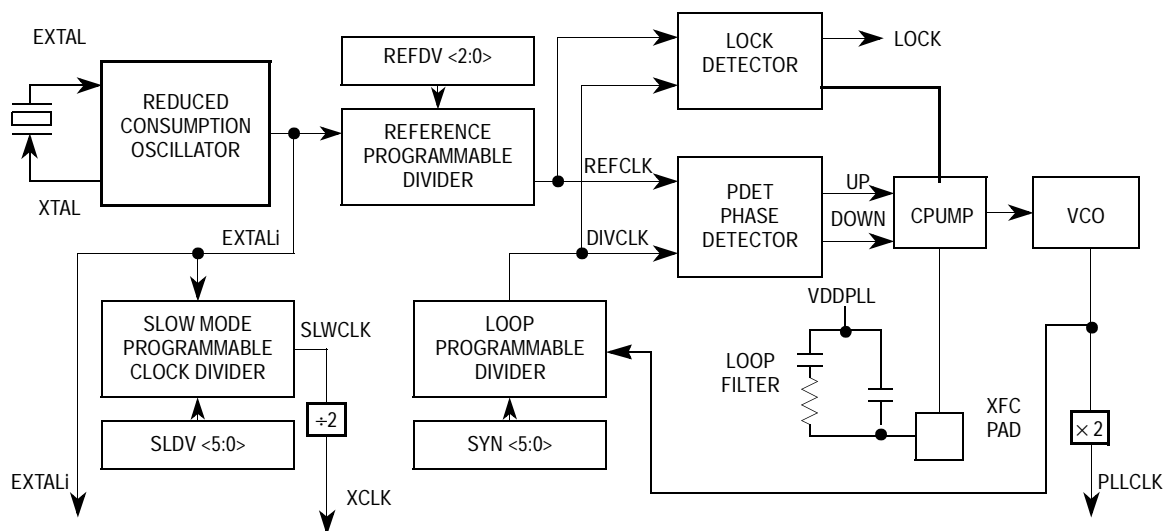 EXTAL
REDUCED
CONSUMPTION
OSCILLATOR
XTAL
REFDV <2:0>
REFERENCE
PROGRAMMABLE
DIVIDER
LOCK
DETECTOR
LOCK
REFCLK
PDET
PHASE
DETECTOR
UP
DOWN
CPUMP
VCO
EXTALi
DIVCLK
SLOW MODE
PROGRAMMABLE
CLOCK DIVIDER
SLWCLK
÷2
LOOP
PROGRAMMABLE
DIVIDER
VDDPLL
LOOP
FILTER
XFC
PAD
× 2
SLDV <5:0>
SYN <5:0>
EXTALi
XCLK
PLLCLK